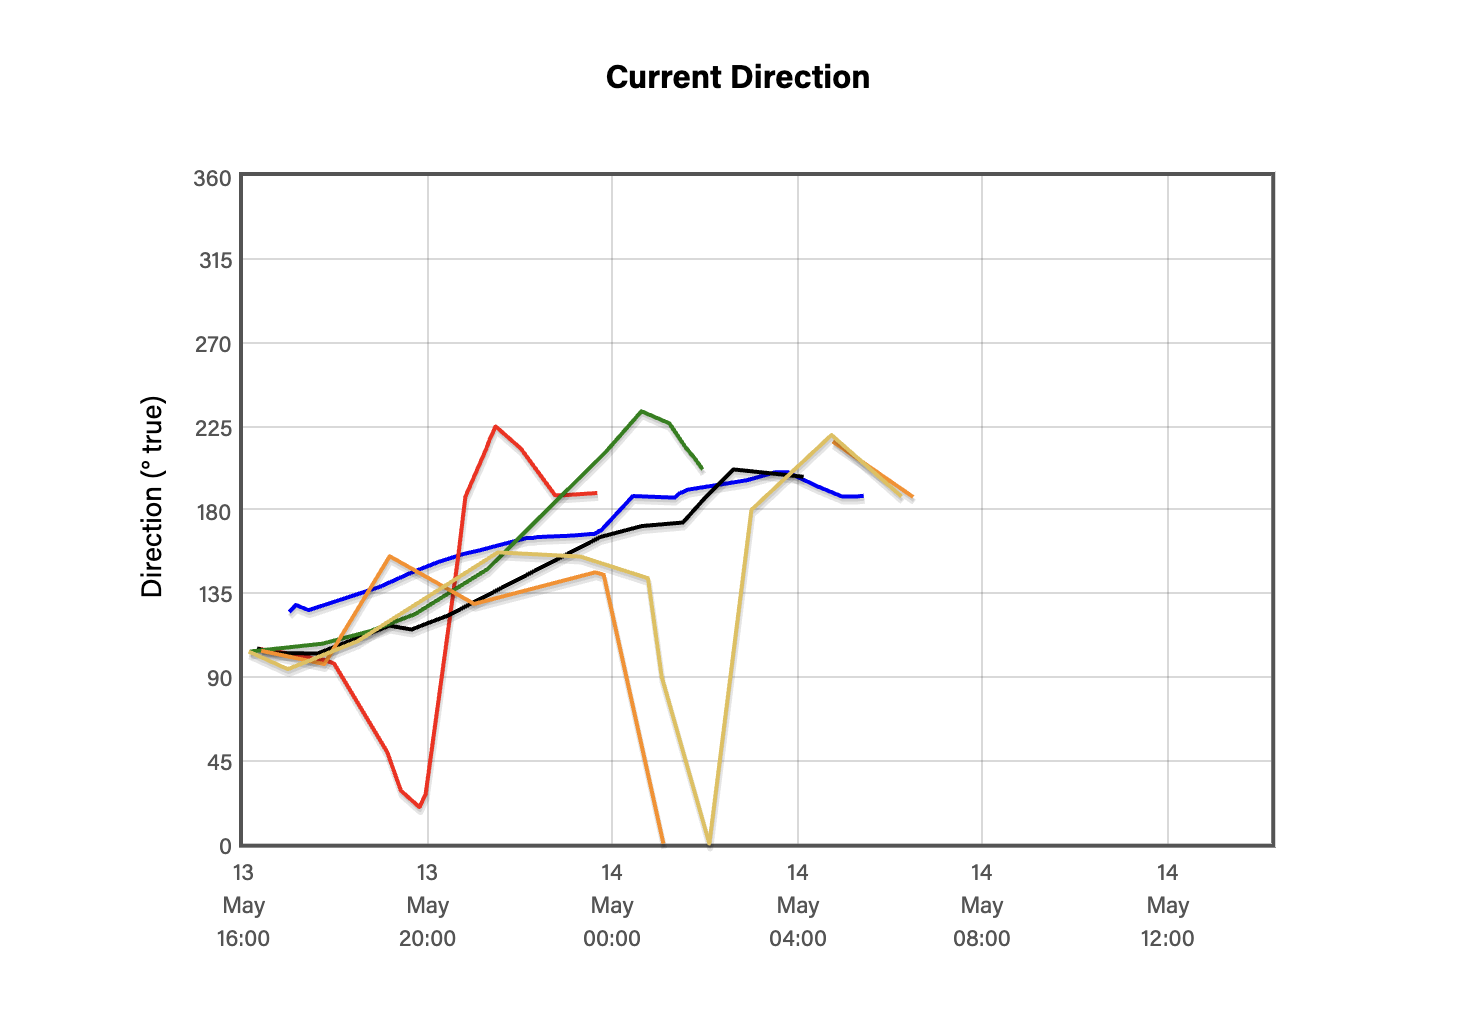 Current Direction
Direction (° true)
360
315
270
225
180
135
90
45
0
13 May 16:00
13 May 20:00
14 May 00:00
14 May 04:00
14 May 08:00
14 May 12:00